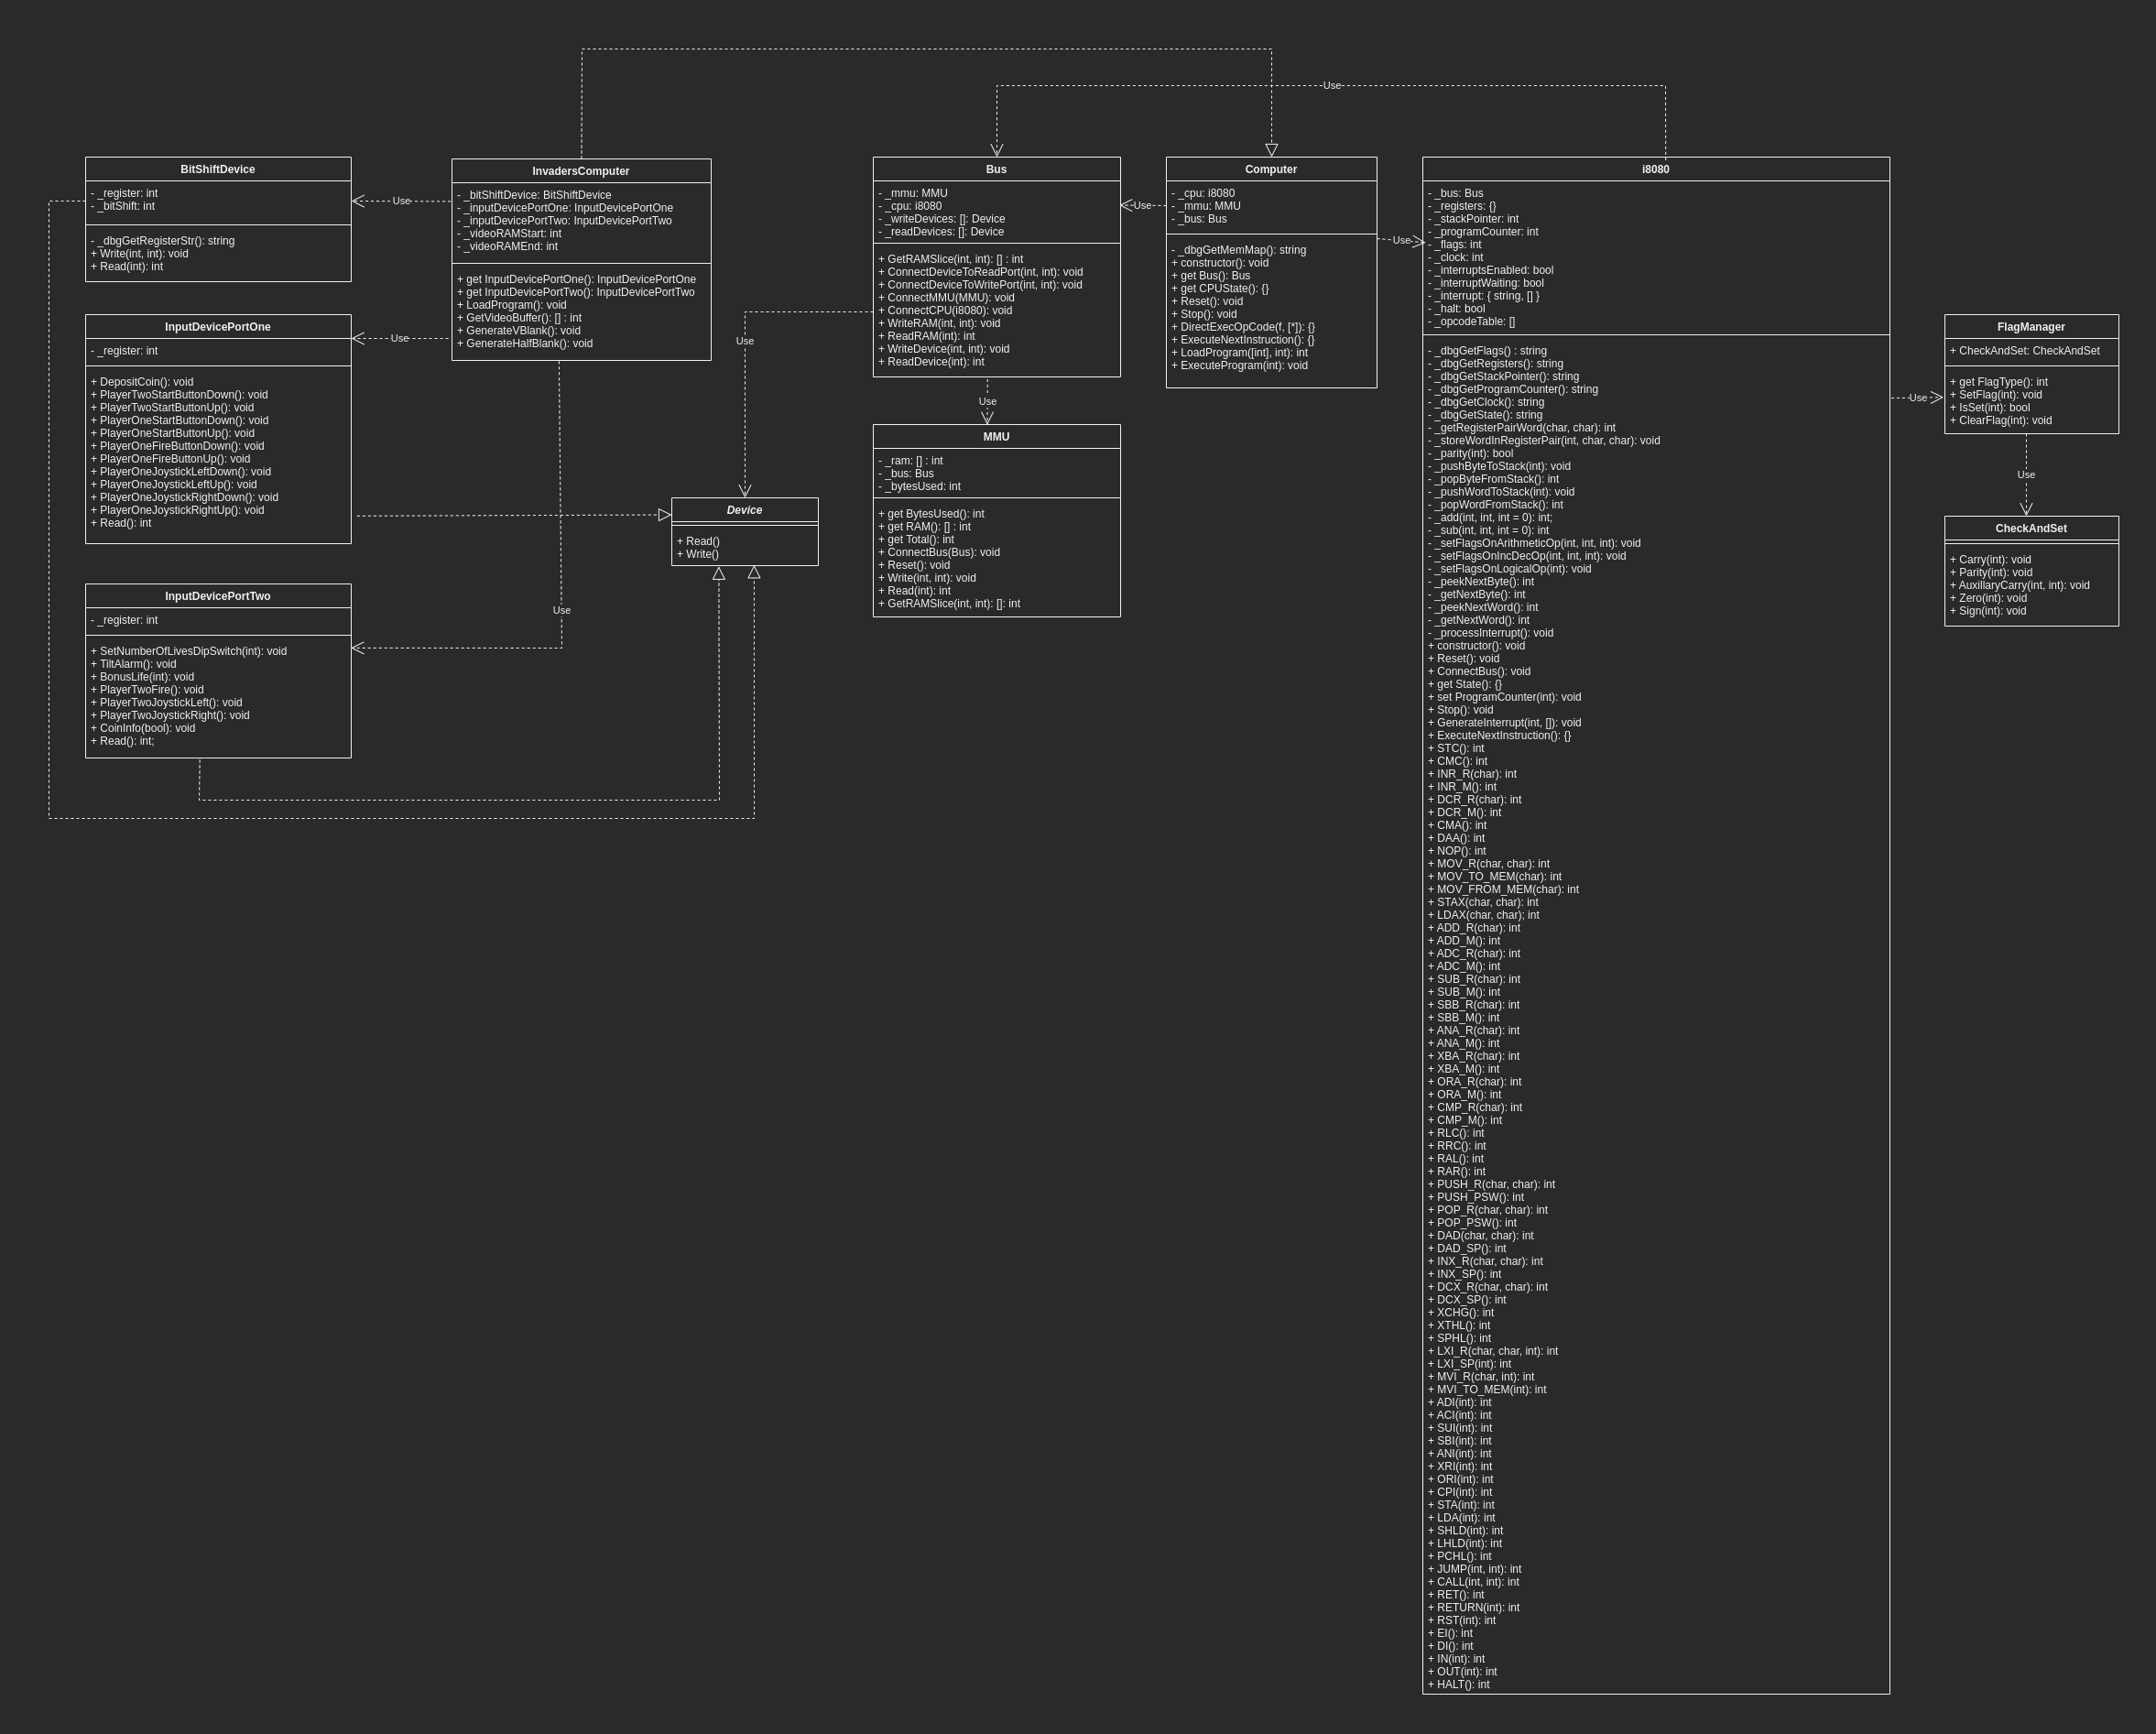 Use
BitShiftDevice
- _register: int
- _bitShift: int
- _dbgGetRegisterStr(): string
+ Write(int, int): void
+ Read(int): int
Use
InvadersComputer
- _bitShiftDevice: BitShiftDevice
- _inputDevicePortOne: InputDevicePortOne
- _inputDevicePortTwo: InputDevicePortTwo
- _videoRAMStart: int
- _videoRAMEnd: int
+ get InputDevicePortOne(): InputDevicePortOne
+ get InputDevicePortTwo(): InputDevicePortTwo
+ LoadProgram(): void
+ GetVideoBuffer(): [] : int
+ GenerateVBlank(): void
+ GenerateHalfBlank(): void
InputDevicePortOne
- _register: int
+ DepositCoin(): void
+ PlayerTwoStartButtonDown(): void
+ PlayerTwoStartButtonUp(): void
+ PlayerOneStartButtonDown(): void
+ PlayerOneStartButtonUp(): void
+ PlayerOneFireButtonDown(): void
+ PlayerOneFireButtonUp(): void
+ PlayerOneJoystickLeftDown(): void
+ PlayerOneJoystickLeftUp(): void
+ PlayerOneJoystickRightDown(): void
+ PlayerOneJoystickRightUp(): void
+ Read(): int
Use
InputDevicePortTwo
- _register: int
+ SetNumberOfLivesDipSwitch(int): void
+ TiltAlarm(): void
+ BonusLife(int): void
+ PlayerTwoFire(): void
+ PlayerTwoJoystickLeft(): void
+ PlayerTwoJoystickRight(): void
+ CoinInfo(bool): void
+ Read(): int;
Use
Use
Device
+ Read()
+ Write()
Bus
- _mmu: MMU
- _cpu: i8080
- _writeDevices: []: Device
- _readDevices: []: Device
+ GetRAMSlice(int, int): [] : int
+ ConnectDeviceToReadPort(int, int): void
+ ConnectDeviceToWritePort(int, int): void
+ ConnectMMU(MMU): void
+ ConnectCPU(i8080): void
+ WriteRAM(int, int): void
+ ReadRAM(int): int
+ WriteDevice(int, int): void
+ ReadDevice(int): int
Use
MMU
- _ram: [] : int
- _bus: Bus
- _bytesUsed: int
+ get BytesUsed(): int
+ get RAM(): [] : int
+ get Total(): int
+ ConnectBus(Bus): void
+ Reset(): void
+ Write(int, int): void
+ Read(int): int
+ GetRAMSlice(int, int): []: int
Use
Computer
- _cpu: i8080
- _mmu: MMU
- _bus: Bus
- _dbgGetMemMap(): string
+ constructor(): void
+ get Bus(): Bus
+ get CPUState(): {}
+ Reset(): void
+ Stop(): void
+ DirectExecOpCode(f, [*]): {}
+ ExecuteNextInstruction(): {}
+ LoadProgram([int], int): int
+ ExecuteProgram(int): void
Use
i8080
- _bus: Bus
- _registers: {}
- _stackPointer: int
- _programCounter: int
- _flags: int
- _clock: int
- _interruptsEnabled: bool
- _interruptWaiting: bool
- _interrupt: { string, [] }
- _halt: bool
- _opcodeTable: []
- _dbgGetFlags() : string
- _dbgGetRegisters(): string
- _dbgGetStackPointer(): string
- _dbgGetProgramCounter(): string
- _dbgGetClock(): string
- _dbgGetState(): string
- _getRegisterPairWord(char, char): int
- _storeWordInRegisterPair(int, char, char): void
- _parity(int): bool
- _pushByteToStack(int): void
- _popByteFromStack(): int
- _pushWordToStack(int): void
- _popWordFromStack(): int
- _add(int, int, int = 0): int;
- _sub(int, int, int = 0): int
- _setFlagsOnArithmeticOp(int, int, int): void
- _setFlagsOnIncDecOp(int, int, int): void
- _setFlagsOnLogicalOp(int): void
- _peekNextByte(): int
- _getNextByte(): int
- _peekNextWord(): int
- _getNextWord(): int
- _processInterrupt(): void
+ constructor(): void
+ Reset(): void
+ ConnectBus(): void
+ get State(): {}
+ set ProgramCounter(int): void
+ Stop(): void
+ GenerateInterrupt(int, []): void
+ ExecuteNextInstruction(): {}
+ STC(): int
+ CMC(): int
+ INR_R(char): int
+ INR_M(): int
+ DCR_R(char): int
+ DCR_M(): int
+ CMA(): int
+ DAA(): int
+ NOP(): int
+ MOV_R(char, char): int
+ MOV_TO_MEM(char): int
+ MOV_FROM_MEM(char): int
+ STAX(char, char): int
+ LDAX(char, char); int
+ ADD_R(char): int
+ ADD_M(): int
+ ADC_R(char): int
+ ADC_M(): int
+ SUB_R(char): int
+ SUB_M(): int
+ SBB_R(char): int
+ SBB_M(): int
+ ANA_R(char): int
+ ANA_M(): int
+ XBA_R(char): int
+ XBA_M(): int
+ ORA_R(char): int
+ ORA_M(): int
+ CMP_R(char): int
+ CMP_M(): int
+ RLC(): int
+ RRC(): int
+ RAL(): int
+ RAR(): int
+ PUSH_R(char, char): int
+ PUSH_PSW(): int
+ POP_R(char, char): int
+ POP_PSW(): int
+ DAD(char, char): int
+ DAD_SP(): int
+ INX_R(char, char): int
+ INX_SP(): int
+ DCX_R(char, char): int
+ DCX_SP(): int
+ XCHG(): int
+ XTHL(): int
+ SPHL(): int
+ LXI_R(char, char, int): int
+ LXI_SP(int): int
+ MVI_R(char, int): int
+ MVI_TO_MEM(int): int
+ ADI(int): int
+ ACI(int): int
+ SUI(int): int
+ SBI(int): int
+ ANI(int): int
+ XRI(int): int
+ ORI(int): int
+ CPI(int): int
+ STA(int): int
+ LDA(int): int
+ SHLD(int): int
+ LHLD(int): int
+ PCHL(): int
+ JUMP(int, int): int
+ CALL(int, int): int
+ RET(): int
+ RETURN(int): int
+ RST(int): int
+ EI(): int
+ DI(): int
+ IN(int): int
+ OUT(int): int
+ HALT(): int
Use
FlagManager
+ CheckAndSet: CheckAndSet
+ get FlagType(): int
+ SetFlag(int): void
+ IsSet(int): bool
+ ClearFlag(int): void
Use
CheckAndSet
+ Carry(int): void
+ Parity(int): void
+ AuxillaryCarry(int, int): void
+ Zero(int): void
+ Sign(int): void